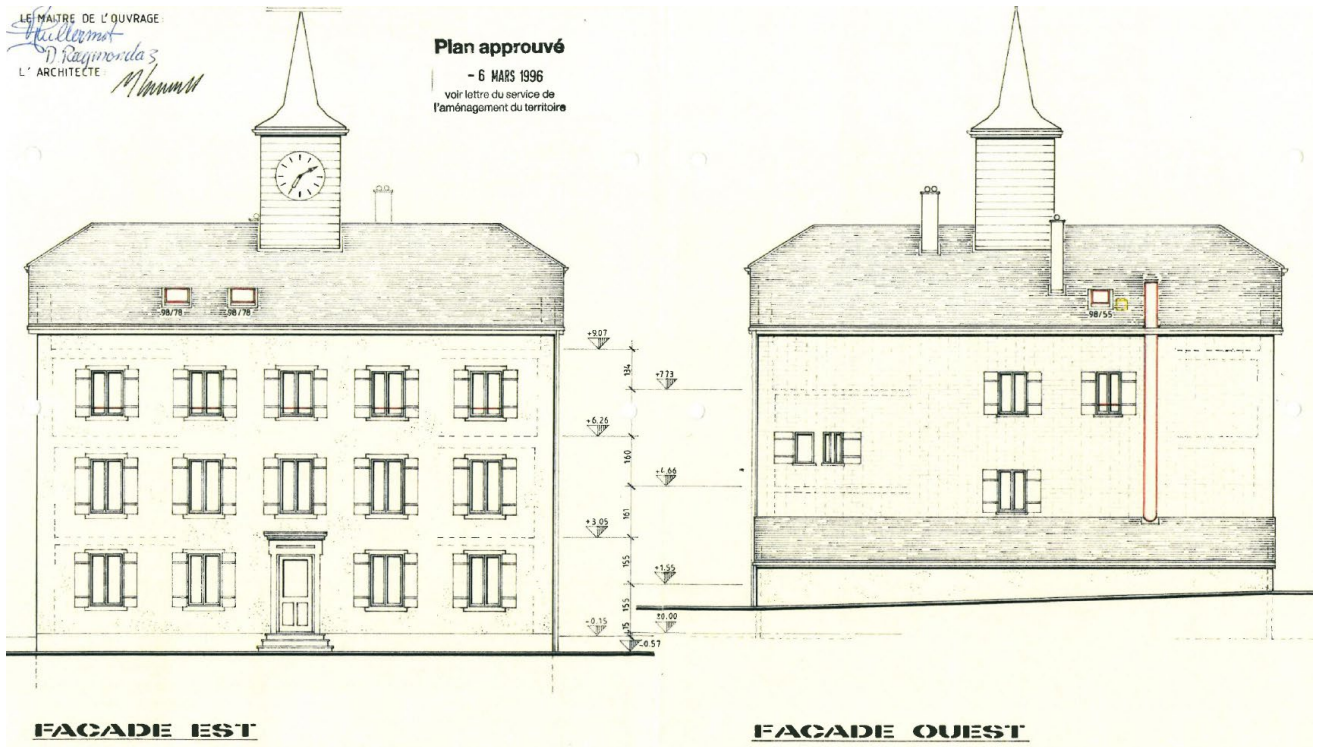 LE MAITRE DE L'OUVRAGE:
L' ARCHITECTE:
Plan approuvé
- 6 MARS 1996
voir lettre du service de
l'aménagement du territoire
98/78
98/78
98/55
+9.07
134
+7.73
+6.26
160
+4.66
161
+3.05
155
+1.55
155
-0.15
15
±0.00
-0.57
FACADE EST
FACADE OUEST